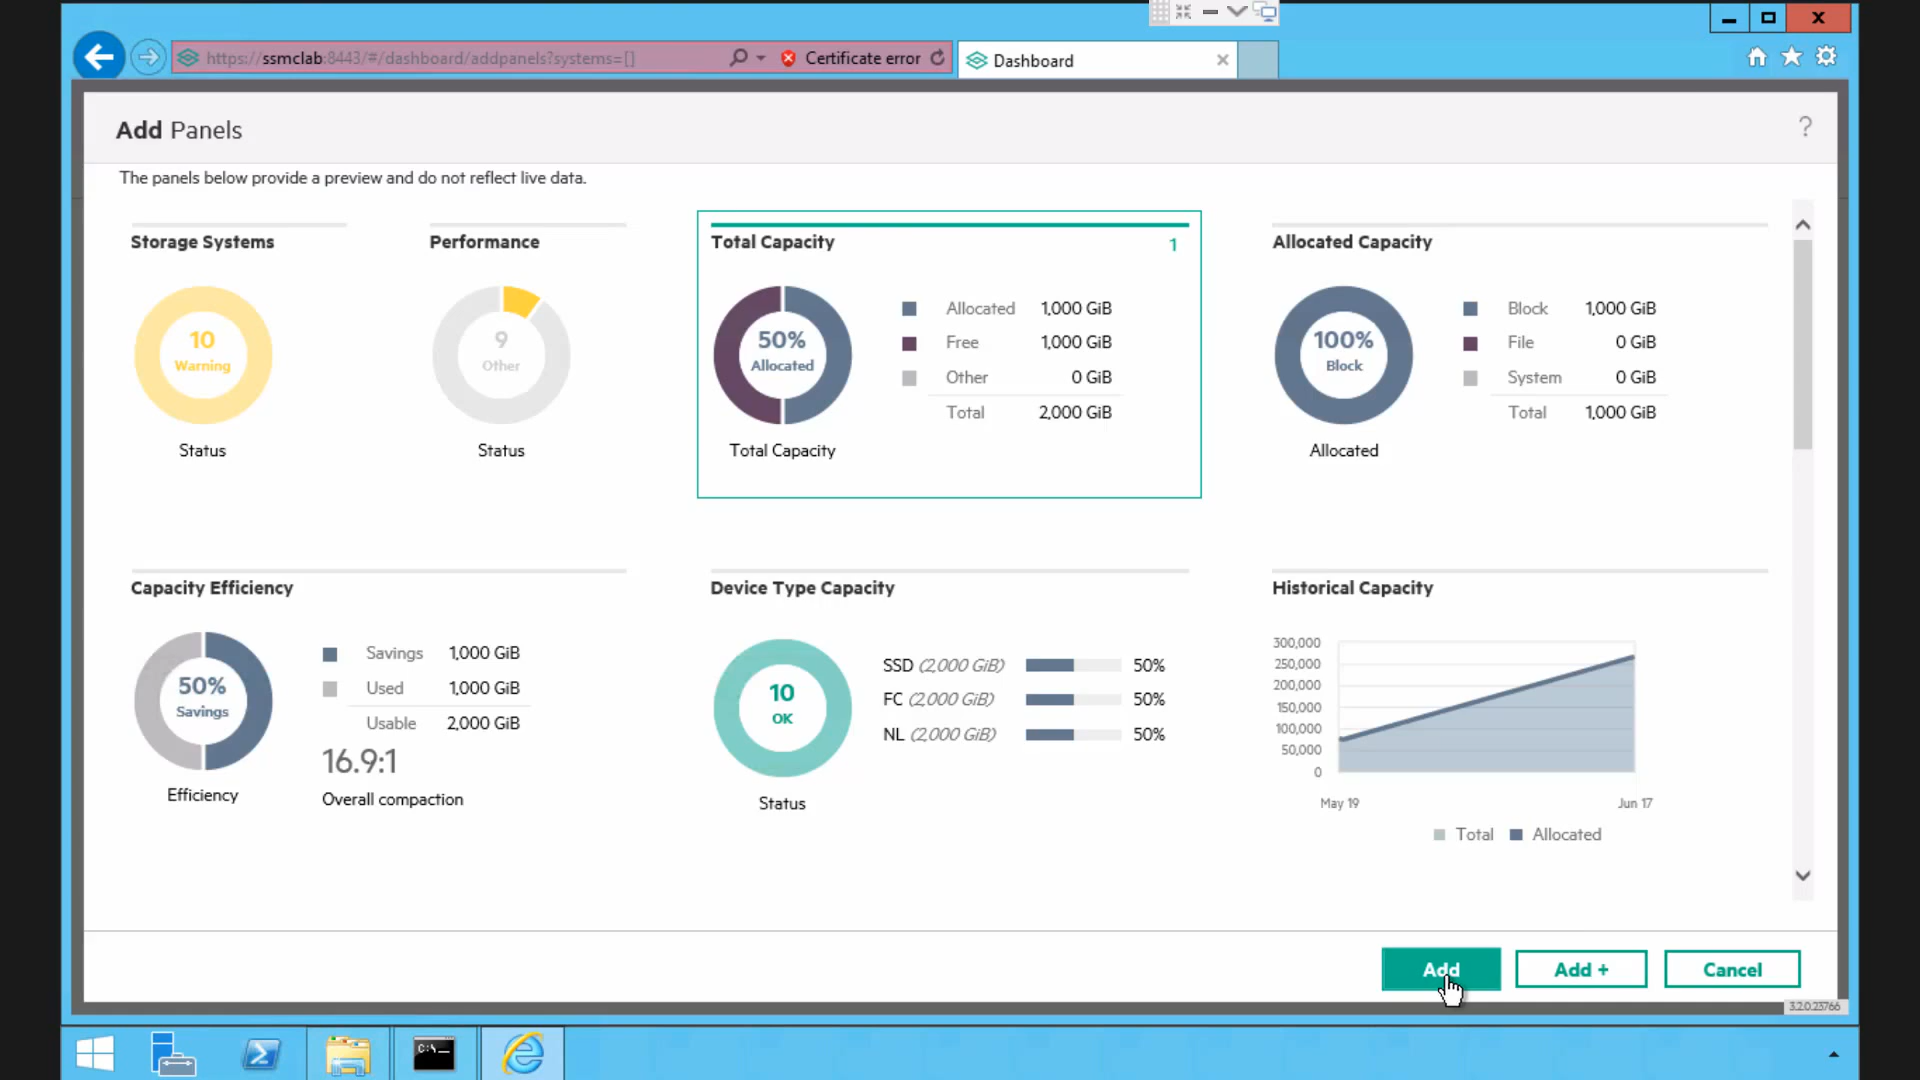 https://ssmclab:8443/#/dashboard/addpanels?systems=[]
Certificate error
Dashboard
Add Panels
?
The panels below provide a preview and do not reflect live data.
Storage Systems
10
Warning
Status
Performance
9
Other
Status
Total Capacity
1
50%
Allocated
Total Capacity
Allocated 1,000 GiB
Free 1,000 GiB
Other 0 GiB
Total 2,000 GiB
Allocated Capacity
100%
Block
Allocated
Block 1,000 GiB
File 0 GiB
System 0 GiB
Total 1,000 GiB
Capacity Efficiency
50%
Savings
Efficiency
Savings 1,000 GiB
Used 1,000 GiB
Usable 2,000 GiB
16.9:1
Overall compaction
Device Type Capacity
10
OK
Status
SSD (2,000 GiB) 50%
FC (2,000 GiB) 50%
NL (2,000 GiB) 50%
Historical Capacity
300,000
250,000
200,000
150,000
100,000
50,000
0
May 19 Jun 17
Total Allocated
Add Add + Cancel
3.2.0.23766
C:\